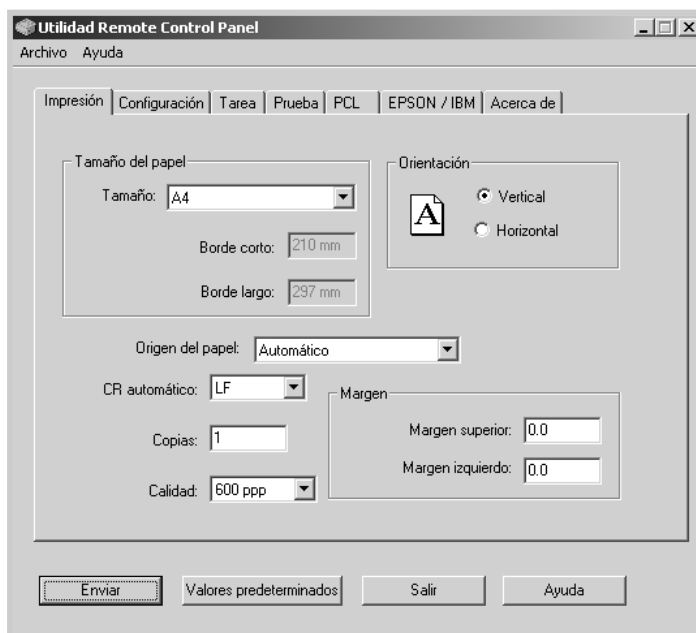 Utilidad Remote Control Panel
Archivo Ayuda
Impresión Configuración Tarea Prueba PCL EPSON / IBM Acerca de
Tamaño del papel
Tamaño: A4
Borde corto: 210 mm
Borde largo: 297 mm
Orientación
A
Vertical
Horizontal
Origen del papel: Automático
CR automático: LF
Copias: 1
Calidad: 600 ppp
Margen
Margen superior: 0.0
Margen izquierdo: 0.0
Enviar Valores predeterminados Salir Ayuda